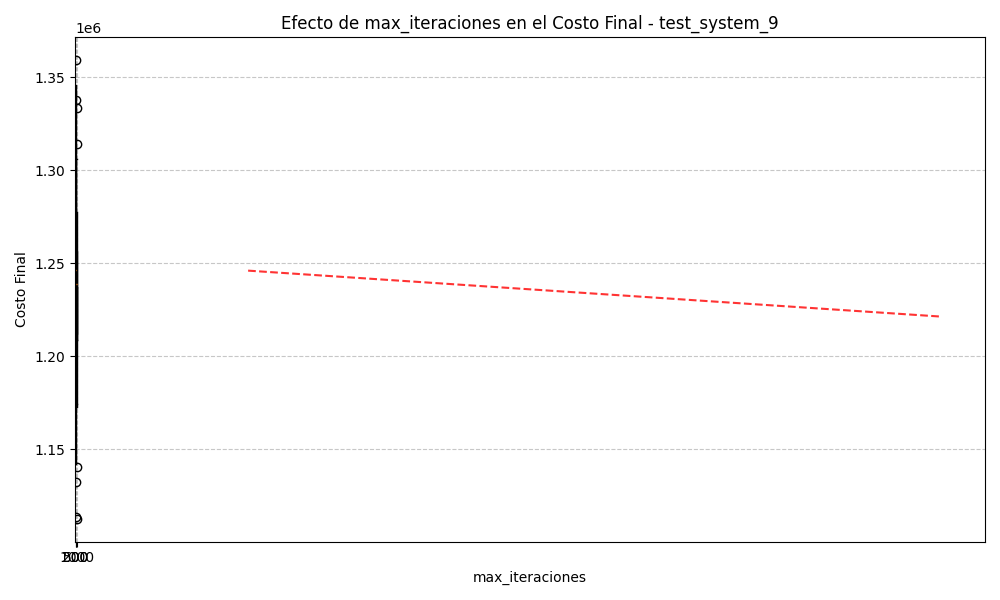 Efecto de max_iteraciones en el Costo Final - test_system_9
1e6
1.35
1.30
1.25
1.20
1.15
Costo Final
max_iteraciones